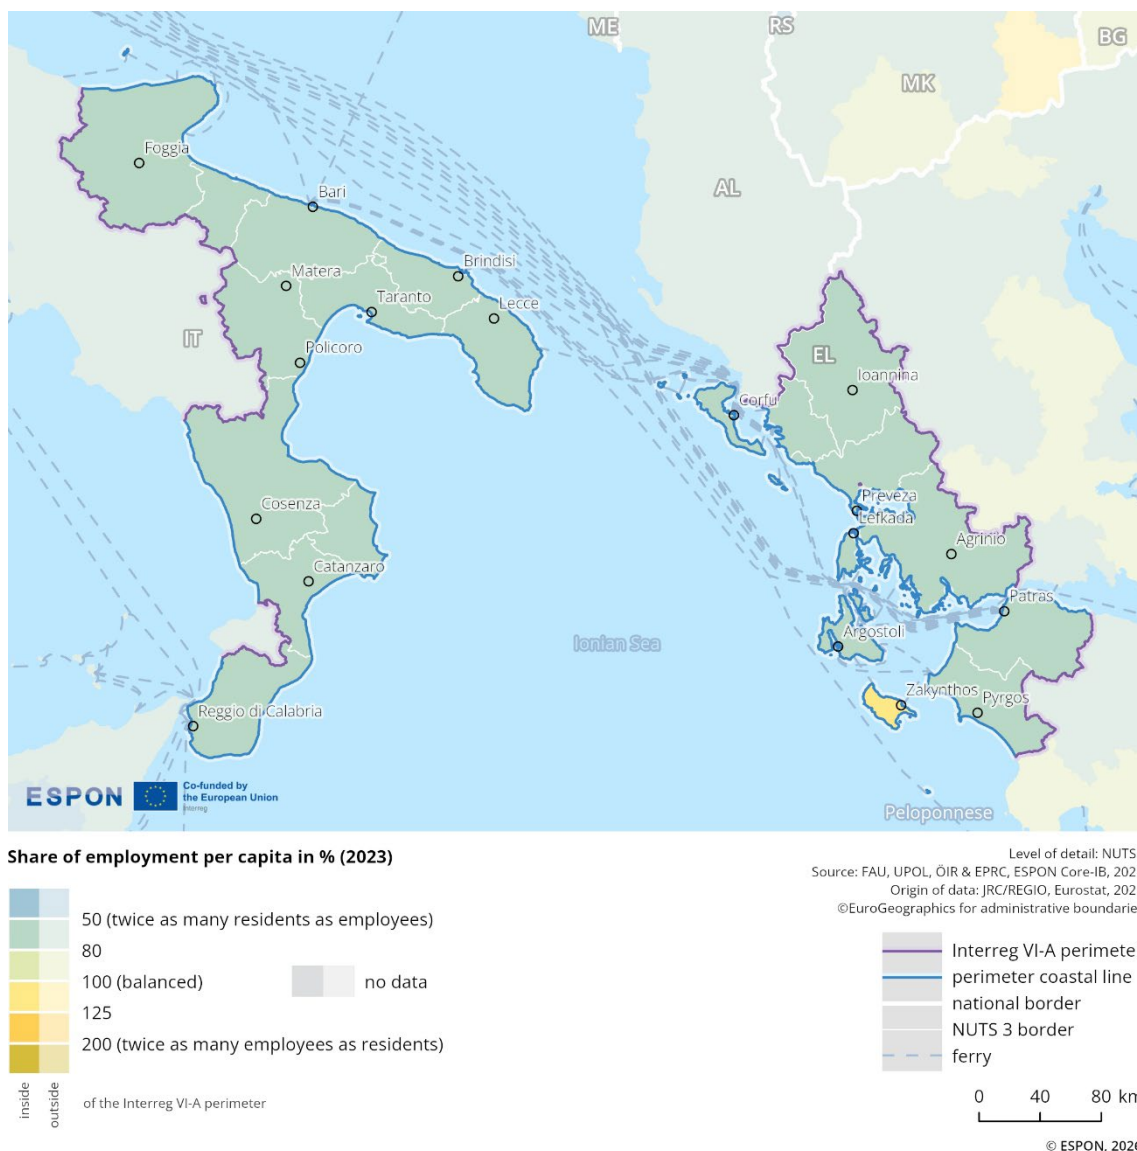 ME
RS
BG
MK
AL
Foggia
Bari
Matera
Brindisi
Taranto
Lecce
IT
Policoro
EL
Ioannina
Corfu
Preveza
Lefkada
Cosenza
Agrinio
Catanzaro
Patras
Ionian Sea
Argostoli
Zakynthos
Pyrgos
Reggio di Calabria
Peloponnese
ESPON
Co-funded by
the European Union
Interreg
Share of employment per capita in % (2023)
50 (twice as many residents as employees)
80
100 (balanced)
125
200 (twice as many employees as residents)
no data
inside
outside
of the Interreg VI-A perimeter
Level of detail: NUTS
Source: FAU, UPOL, ÖIR & EPRC, ESPON Core-IB, 202
Origin of data: JRC/REGIO, Eurostat, 202
©EuroGeographics for administrative boundarie
Interreg VI-A perimete
perimeter coastal line
national border
NUTS 3 border
ferry
0 40 80 km
© ESPON, 2026